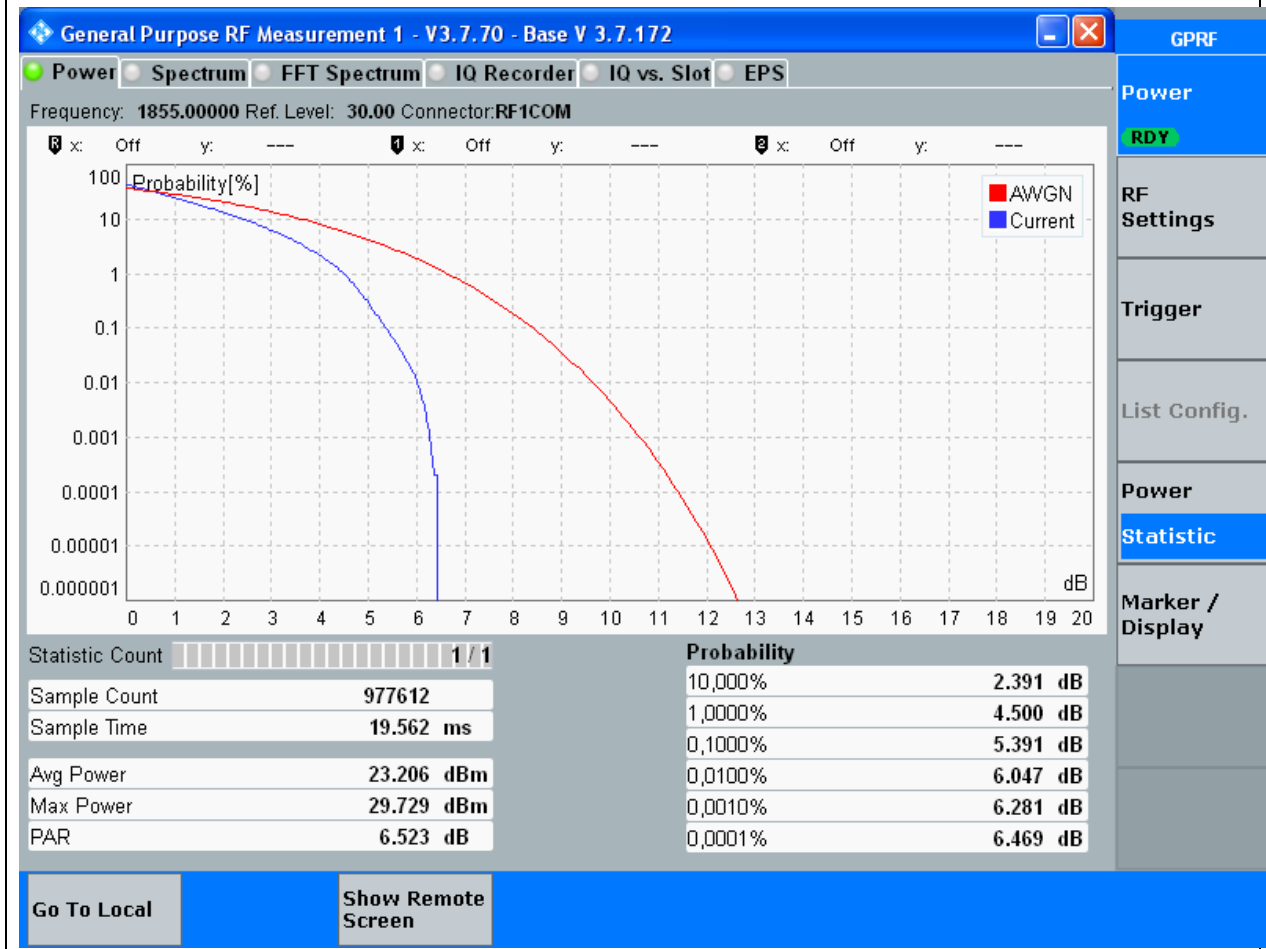 General Purpose RF Measurement 1 - V3.7.70 - Base V 3.7.172
Power Spectrum FFT Spectrum IQ Recorder IQ vs. Slot EPS
Frequency: 1855.00000 Ref. Level: 30.00 Connector:RF1COM
R x: Off y: --- 1 x: Off y: --- 2 x: Off y: ---
Probability[%]
AWGN
Current
100
10
1
0.1
0.01
0.001
0.0001
0.00001
0.000001
dB
0 1 2 3 4 5 6 7 8 9 10 11 12 13 14 15 16 17 18 19 20
Statistic Count 1 / 1
Sample Count 977612
Sample Time 19.562 ms
Avg Power 23.206 dBm
Max Power 29.729 dBm
PAR 6.523 dB
Probability
10,000% 2.391 dB
1,0000% 4.500 dB
0,1000% 5.391 dB
0,0100% 6.047 dB
0,0010% 6.281 dB
0,0001% 6.469 dB
GPRF
Power
RDY
RF
Settings
Trigger
List Config.
Power
Statistic
Marker /
Display
Go To Local
Show Remote
Screen